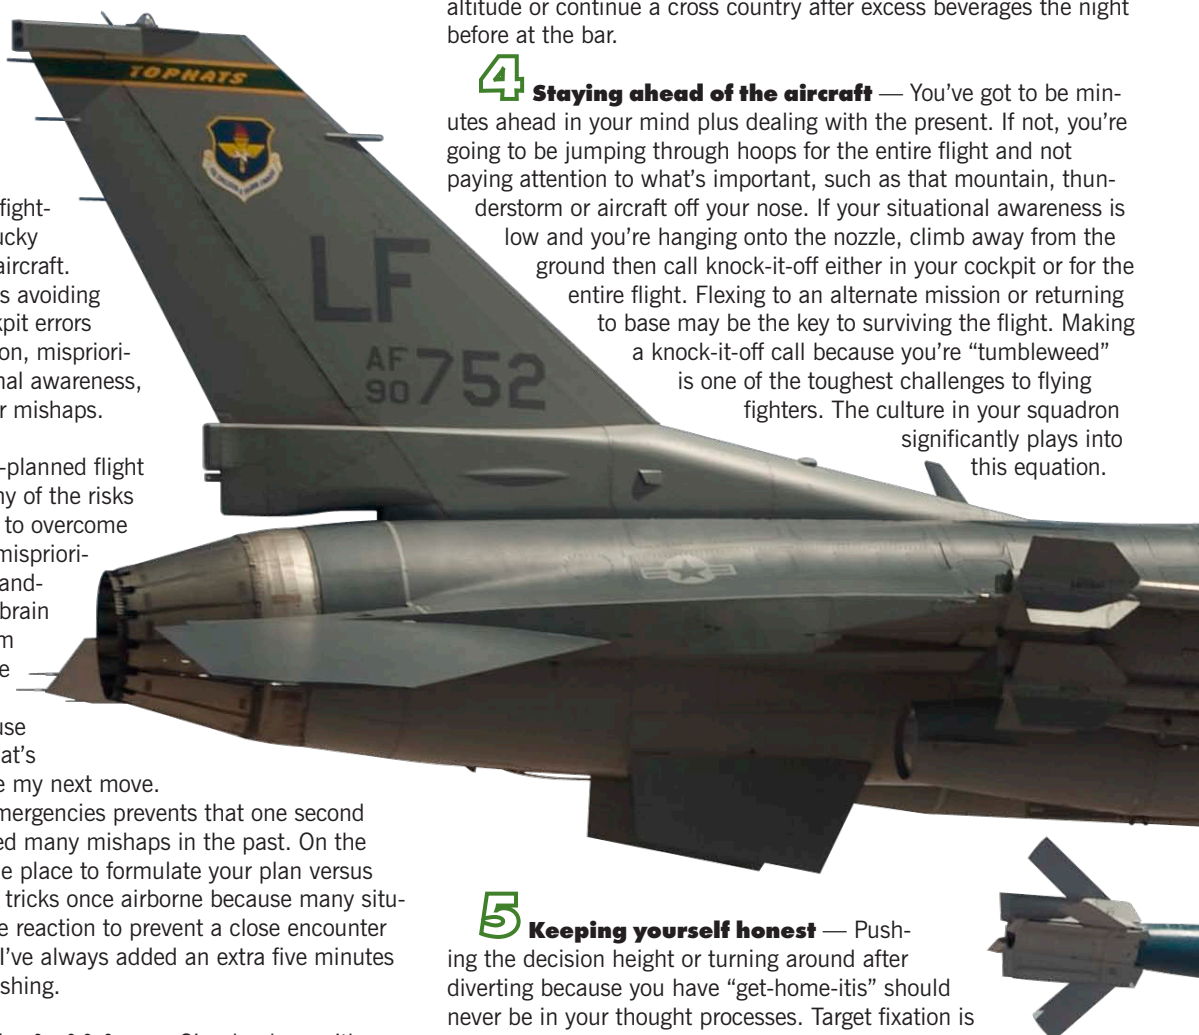 altitude or continue a cross country after excess beverages the night
before at the bar.
4 Staying ahead of the aircraft — You’ve got to be min-
utes ahead in your mind plus dealing with the present. If not, you’re
going to be jumping through hoops for the entire flight and not
paying attention to what’s important, such as that mountain, thun-
derstorm or aircraft off your nose. If your situational awareness is
low and you’re hanging onto the nozzle, climb away from the
ground then call knock-it-off either in your cockpit or for the
entire flight. Flexing to an alternate mission or returning
to base may be the key to surviving the flight. Making
a knock-it-off call because you’re “tumbleweed”
is one of the toughest challenges to flying
fighters. The culture in your squadron
significantly plays into
this equation.
5 Keeping yourself honest — Push-
ing the decision height or turning around after
diverting because you have “get-home-itis” should
never be in your thought processes. Target fixation is
TOPHATS
LF
AF
90 752
fight-
ucky
aircraft.
s avoiding
kpit errors
on, misipriori-
nal awareness,
r mishaps.
-planned flight
ny of the risks
to overcome
mispriori-
and-
brain
m
e
use
at’s
e my next move.
mergencies prevents that one second
ed many mishaps in the past. On the
e place to formulate your plan versus
tricks once airborne because many situ-
e reaction to prevent a close encounter
I’ve always added an extra five minutes
shing.